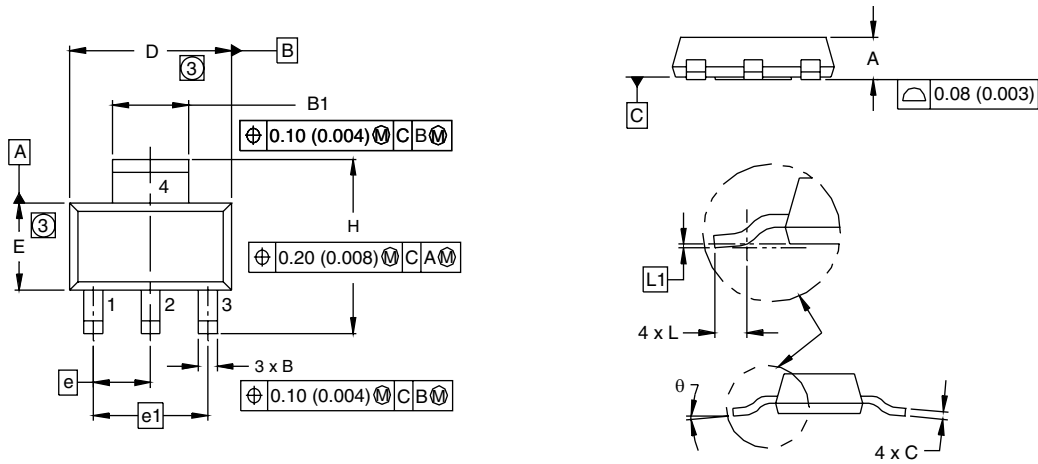 D
B
3
B1
⌖ 0.10 (0.004) Ⓜ C B Ⓜ
A
4
3
E
H
⌖ 0.20 (0.008) Ⓜ C A Ⓜ
1 2 3
3 x B
e
⌖ 0.10 (0.004) Ⓜ C B Ⓜ
e1
A
⌓ 0.08 (0.003)
C
L1
4 x L
θ
4 x C